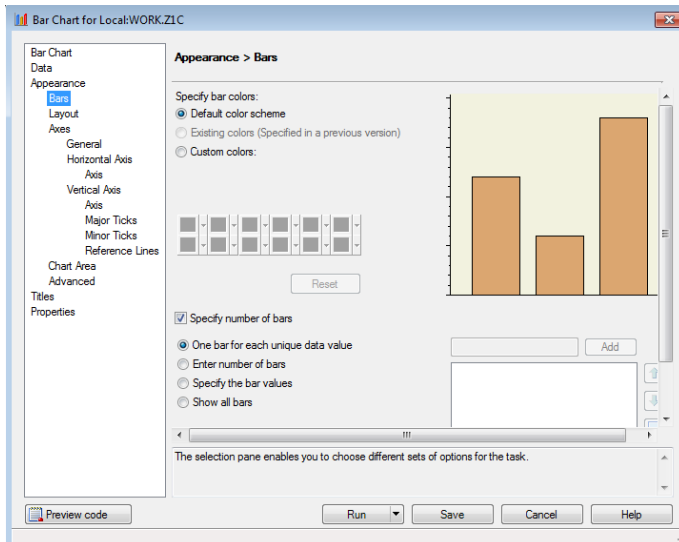 Bar Chart for Local:WORK.Z1C
Bar Chart
Data
Appearance
Bars
Layout
Axes
General
Horizontal Axis
Axis
Vertical Axis
Axis
Major Ticks
Minor Ticks
Reference Lines
Chart Area
Advanced
Titles
Properties
Appearance > Bars
Specify bar colors:
Default color scheme
Existing colors (Specified in a previous version)
Custom colors:
Reset
Specify number of bars
One bar for each unique data value
Enter number of bars
Specify the bar values
Show all bars
Add
The selection pane enables you to choose different sets of options for the task.
Preview code
Run
Save
Cancel
Help